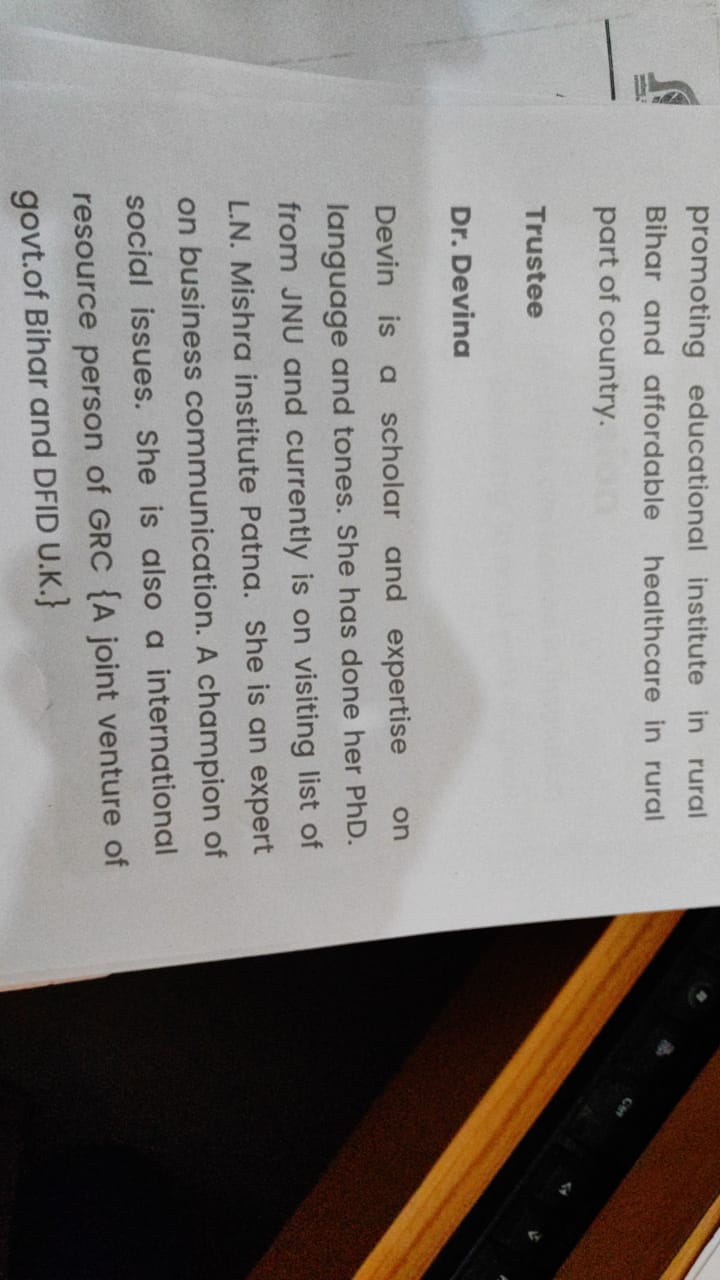 promoting educational institute in rural
Bihar and affordable healthcare in rural
part of country.
Trustee
Dr. Devina
Devin is a scholar and expertise on
language and tones. She has done her PhD.
from JNU and currently is on visiting list of
L.N. Mishra institute Patna. She is an expert
on business communication. A champion of
social issues. She is also a international
resource person of GRC {A joint venture of
govt.of Bihar and DFID U.K.}
Ctrl